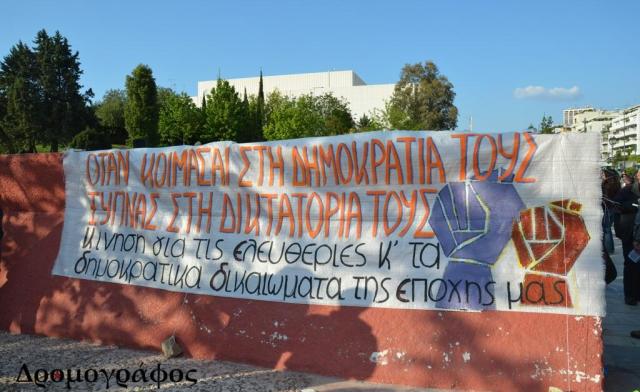 ΟΤΑΝ ΚΟΙΜΑΣΑΙ ΣΤΗ ΔΗΜΟΚΡΑΤΙΑ ΤΟΥΣ
ΞΥΠΝΑΣ ΣΤΗ ΔΙΚΤΑΤΟΡΙΑ ΤΟΥΣ
κίνηση για τις ελευθερίες κ' τα
δημοκρατικά δικαιώματα της εποχής μας
Δρομογράφος